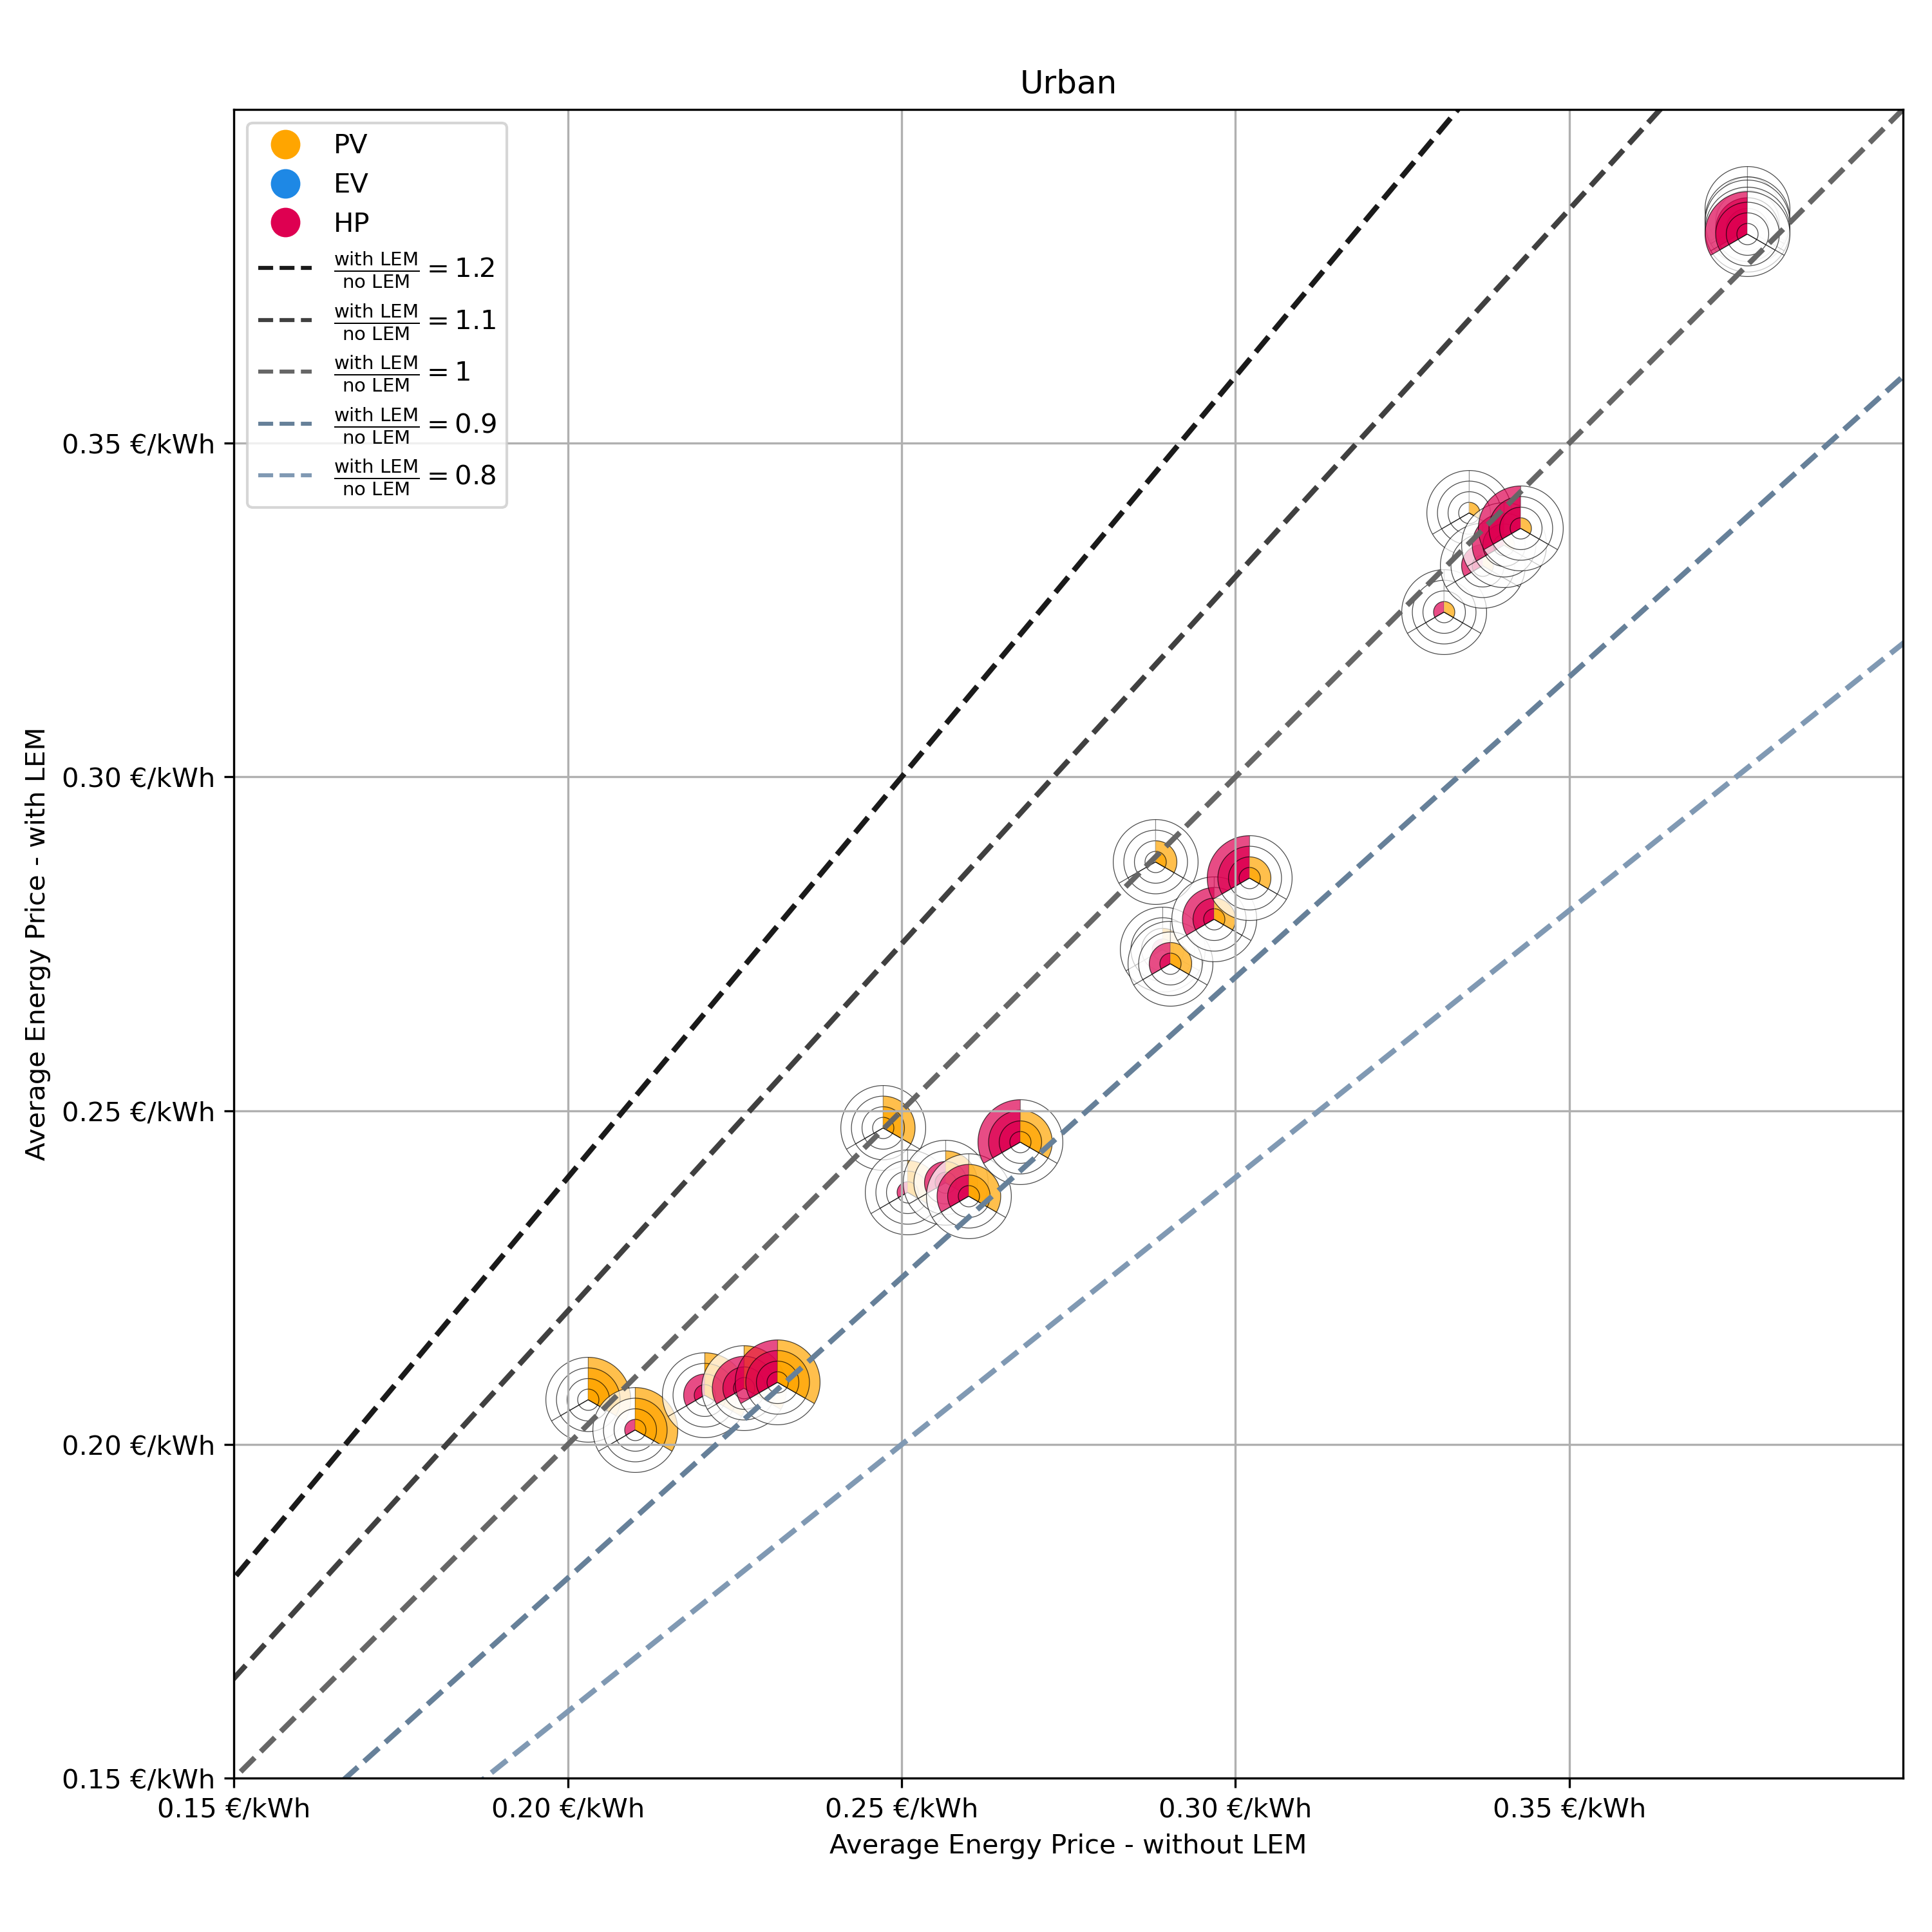 Urban
PV
EV
HP
with LEM
no LEM = 1.2
with LEM
no LEM = 1.1
with LEM
no LEM = 1
with LEM
no LEM = 0.9
with LEM
no LEM = 0.8
Average Energy Price - with LEM
0.35 €/kWh
0.30 €/kWh
0.25 €/kWh
0.20 €/kWh
0.15 €/kWh
0.15 €/kWh 0.20 €/kWh 0.25 €/kWh 0.30 €/kWh 0.35 €/kWh
Average Energy Price - without LEM